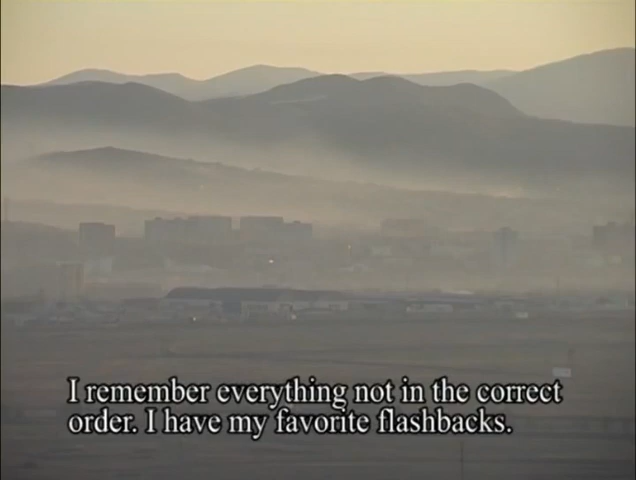 I remember everything not in the correct
order. I have my favorite flashbacks.